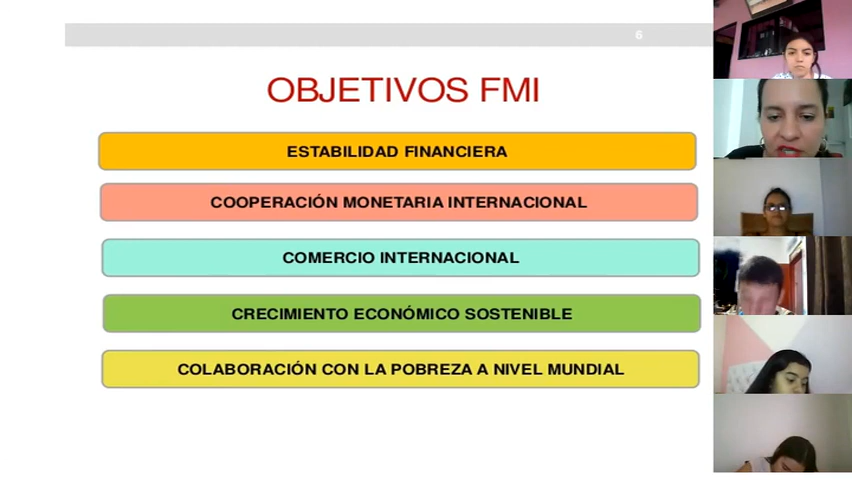 6
OBJETIVOS FMI
ESTABILIDAD FINANCIERA
COOPERACIÓN MONETARIA INTERNACIONAL
COMERCIO INTERNACIONAL
CRECIMIENTO ECONÓMICO SOSTENIBLE
COLABORACIÓN CON LA POBREZA A NIVEL MUNDIAL